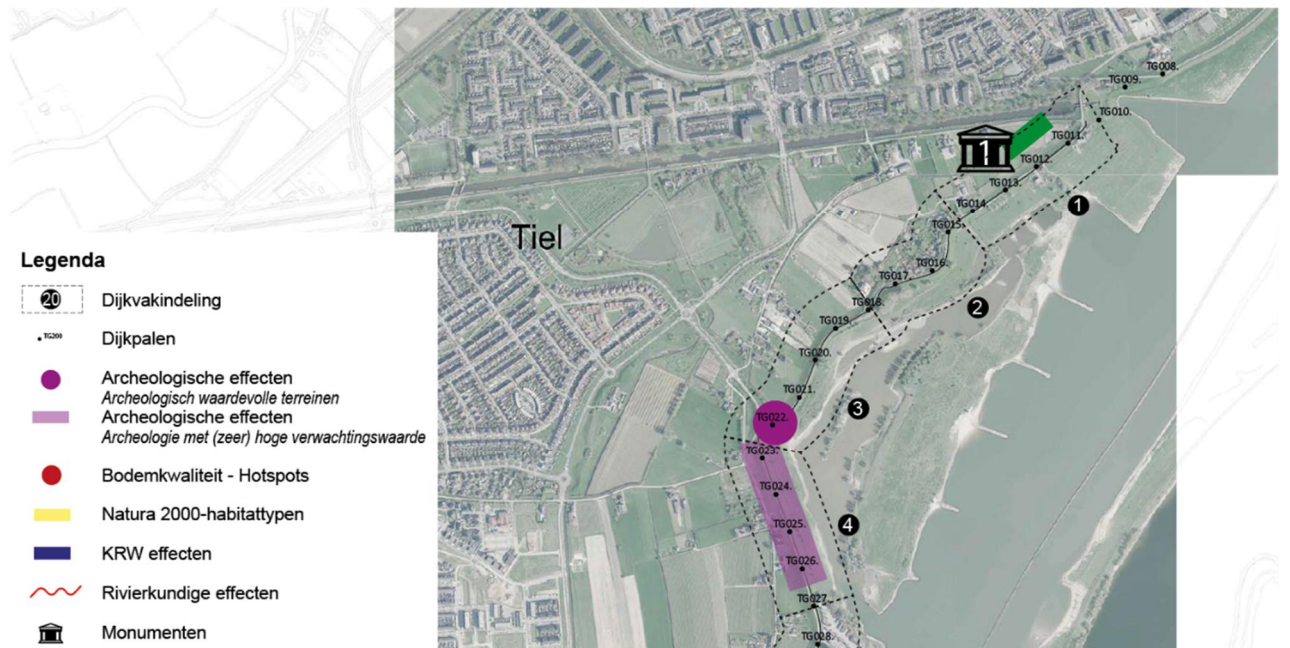 TG008.
TG009.
TG010.
TG011.
1
TG012.
TG013.
TG014.
1
TG015.
Tiel
TG016.
TG017.
TG018.
2
TG019.
TG020.
TG021.
3
TG022.
TG023.
TG024.
4
TG025.
TG026.
TG027.
TG028.
Legenda
20 Dijkvakindeling
TG200 Dijkpalen
Archeologische effecten
Archeologisch waardevolle terreinen
Archeologische effecten
Archeologie met (zeer) hoge verwachtingswaarde
Bodemkwaliteit - Hotspots
Natura 2000-habitattypen
KRW effecten
Rivierkundige effecten
Monumenten